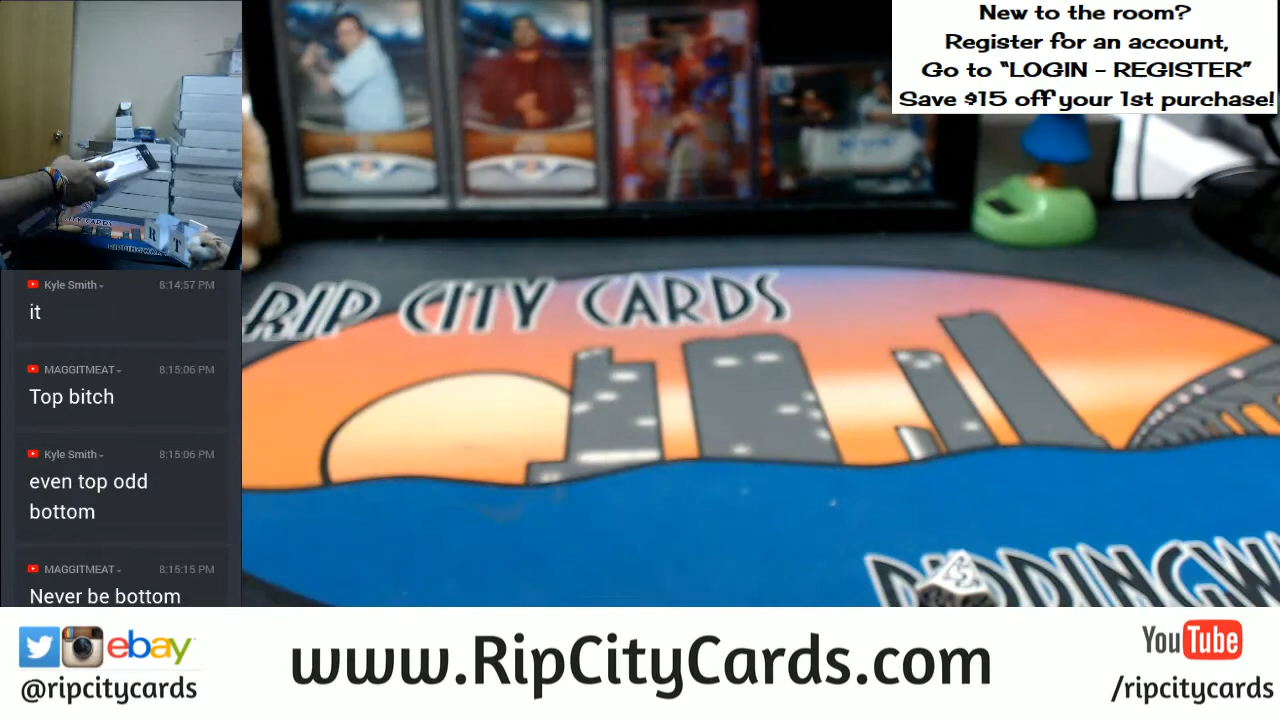 New to the room?
Register for an account,
Go to “LOGIN - REGISTER”
Save $15 off your 1st purchase!
RIP CITY CARDS
CITY CARDS
R T
Kyle Smith 8:14:57 PM
it
MAGGITMEAT 8:15:06 PM
Top bitch
Kyle Smith 8:15:06 PM
even top odd
bottom
MAGGITMEAT 8:15:15 PM
Never be bottom
ebay
@ripcitycards
www.RipCityCards.com
YouTube
/ripcitycards